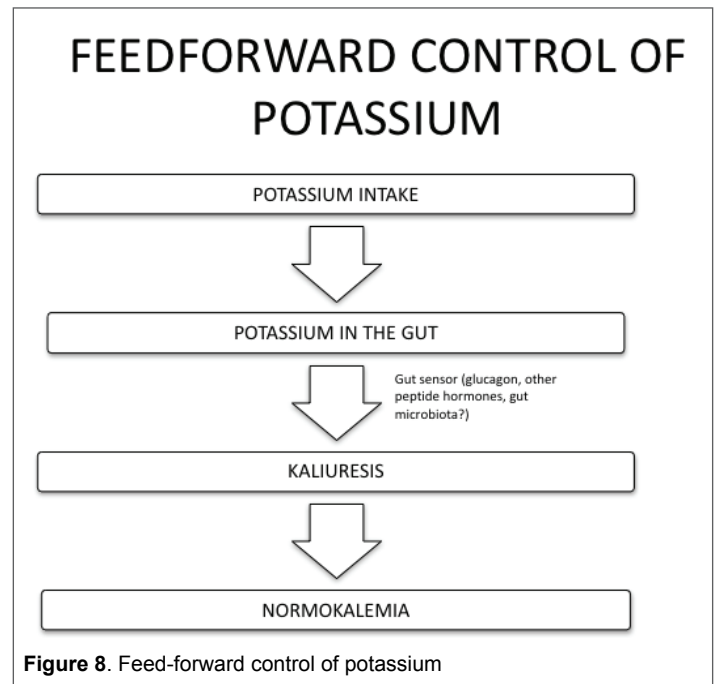 FEEDFORWARD CONTROL OF
POTASSIUM
POTASSIUM INTAKE
POTASSIUM IN THE GUT
Gut sensor (glucagon, other
peptide hormones, gut
microbiota?)
KALIURESIS
NORMOKALEMIA
Figure 8. Feed-forward control of potassium